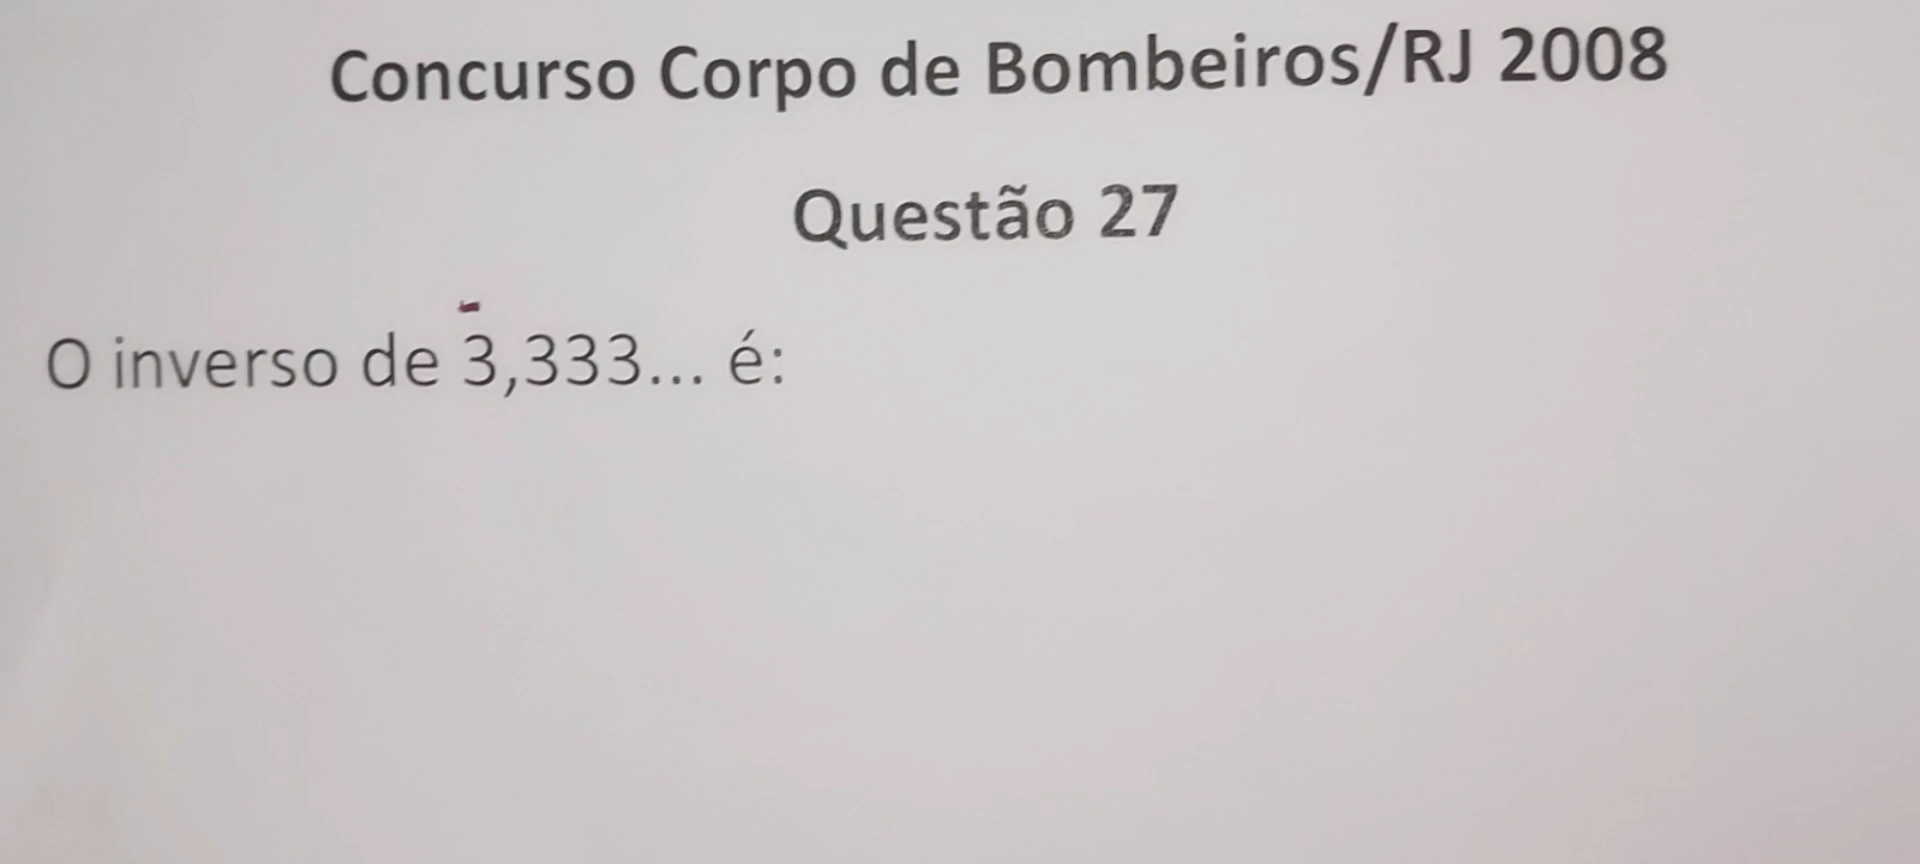 Concurso Corpo de Bombeiros/RJ 2008
Questão 27
O inverso de 3,333... é: